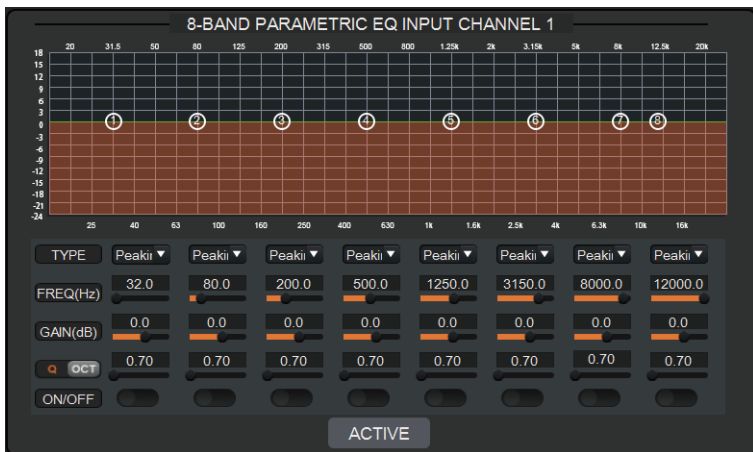 8-BAND PARAMETRIC EQ INPUT CHANNEL 1
20 31.5 50 80 125 200 315 500 800 1.25k 2k 3.15k 5k 8k 12.5k 20k
18
15
12
9
6
3
0 1 2 3 4 5 6 7 8
-3
-6
-9
-12
-15
-18
-21
-24
25 40 63 100 160 250 400 630 1k 1.6k 2.5k 4k 6.3k 10k 16k
TYPE Peakii Peakii Peakii Peakii Peakii Peakii Peakii Peakii
FREQ(Hz) 32.0 80.0 200.0 500.0 1250.0 3150.0 8000.0 12000.0
GAIN(dB) 0.0 0.0 0.0 0.0 0.0 0.0 0.0 0.0
Q OCT 0.70 0.70 0.70 0.70 0.70 0.70 0.70 0.70
ON/OFF
ACTIVE